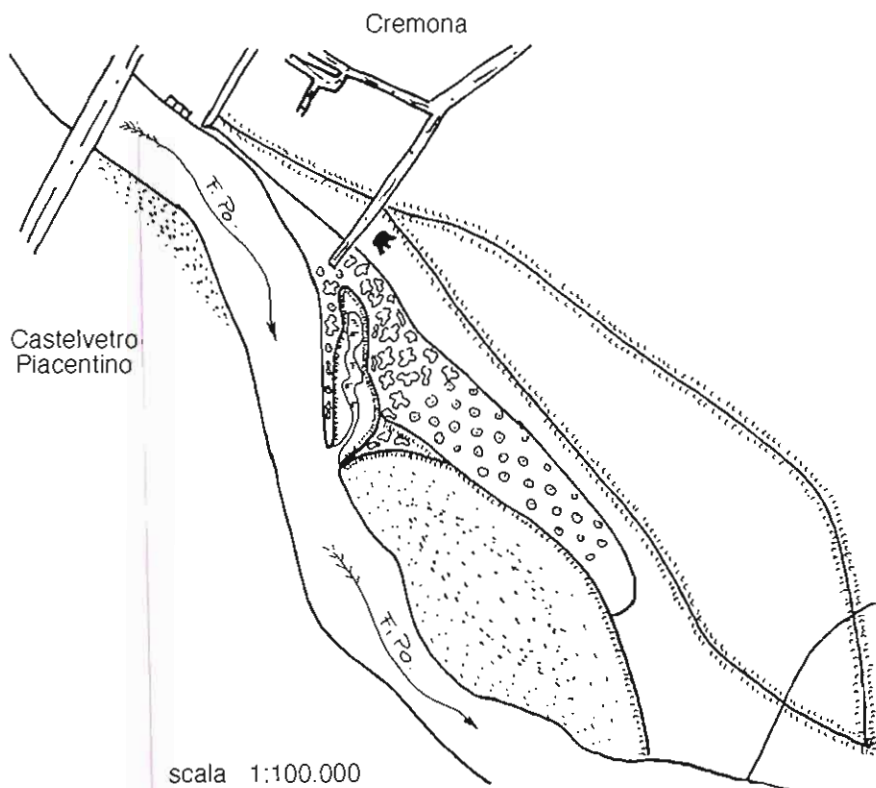 Cremona
F. Po.
Castelvetro
Piacentino
F. Po.
scala 1:100.000